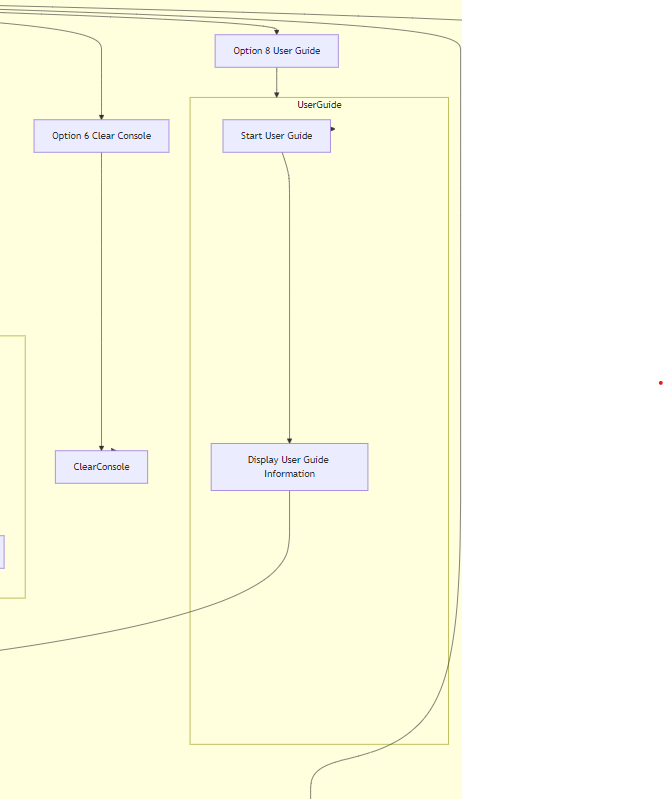 Option 8 User Guide
UserGuide
Option 6 Clear Console
Start User Guide
Display User Guide
Information
ClearConsole